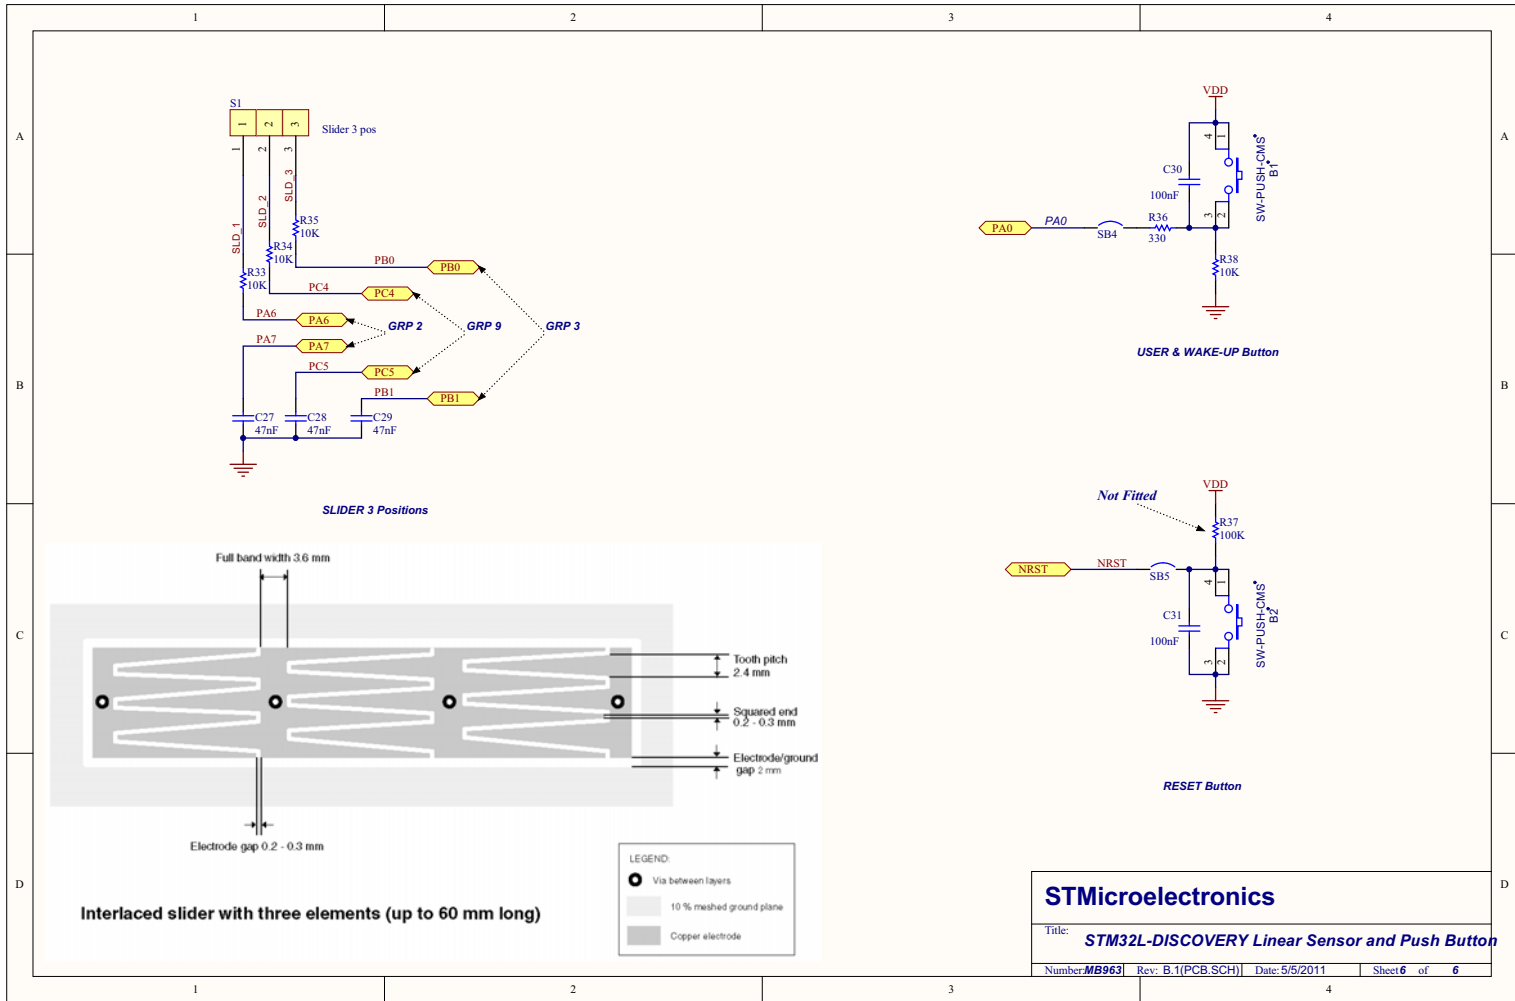 1 2 3 4
A A
B B
C C
D D
1 2 3 4
S1
1 2 3
Slider 3 pos
1 2 3
SLD_1
SLD_2
SLD_3
R35
10K
R34
10K
R33
10K
PB0 PB0
PC4 PC4
PA6 PA6
GRP 2 GRP 9 GRP 3
PA7 PA7
PC5 PC5
PB1 PB1
C27
47nF
C28
47nF
C29
47nF
SLIDER 3 Positions
VDD
4 1
C30
100nF
SW-PUSH-CMS
B1
3 2
PA0 PA0
SB4
R36
330
R38
10K
USER & WAKE-UP Button
VDD
Not Fitted
R37
100K
NRST NRST
SB5
4 1
C31
100nF
SW-PUSH-CMS
B2
3 2
RESET Button
Full band width 3.6 mm
Tooth pitch
2.4 mm
Squared end
0.2 - 0.3 mm
Electrode/ground
gap 2 mm
Electrode gap 0.2 - 0.3 mm
LEGEND:
Via between layers
10 % meshed ground plane
Copper electrode
Interlaced slider with three elements (up to 60 mm long)
STMicroelectronics
Title:
STM32L-DISCOVERY Linear Sensor and Push Button
Number:MB963 Rev: B.1(PCB.SCH) Date:5/5/2011 Sheet 6 of 6